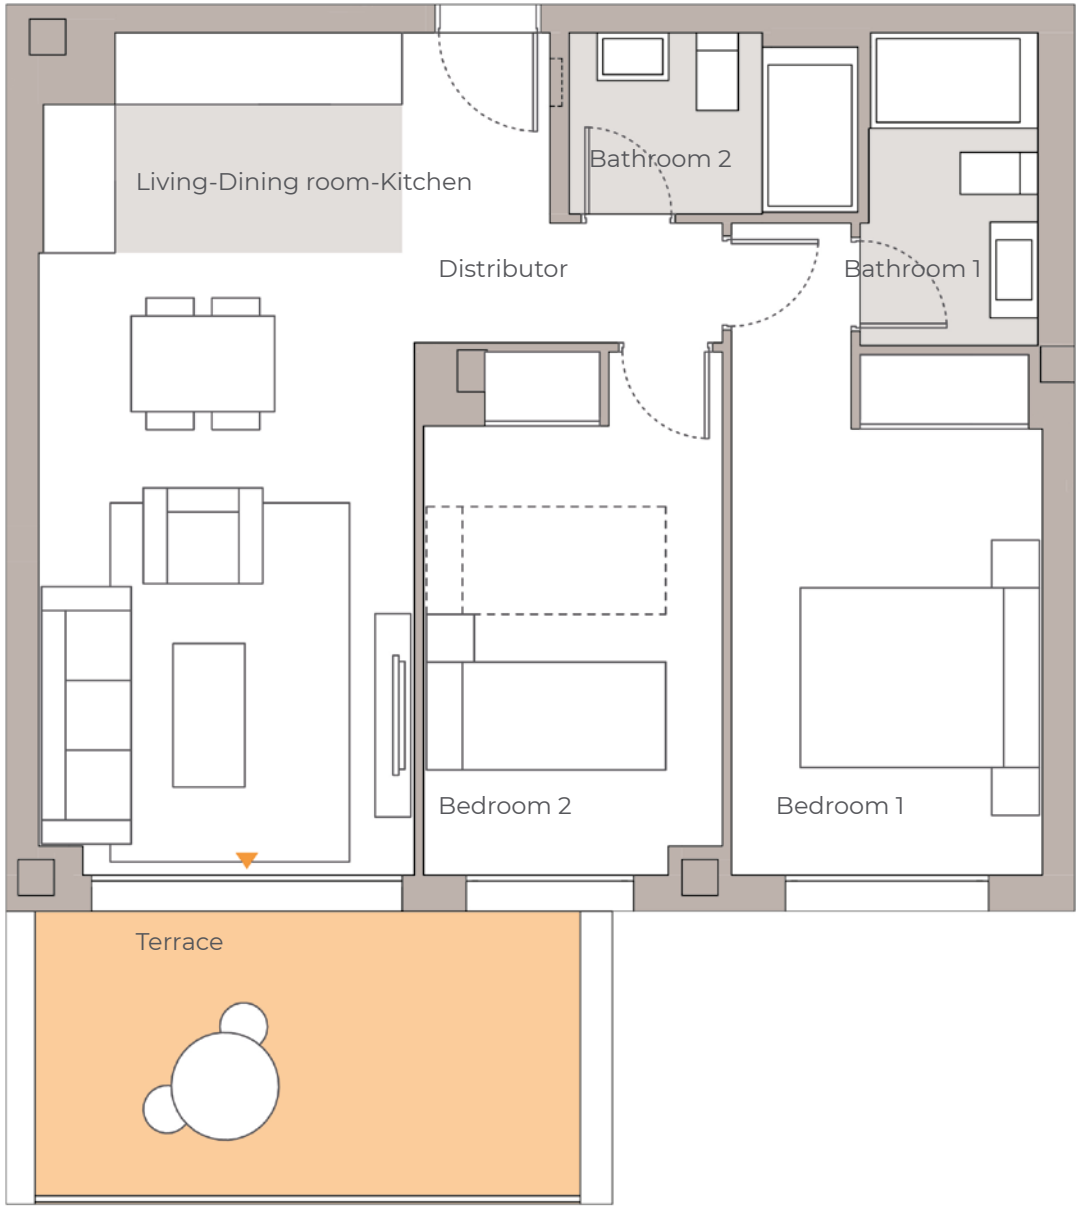 Bathroom 2
Living-Dining room-Kitchen
Distributor
Bathroom 1
Bedroom 2
Bedroom 1
Terrace